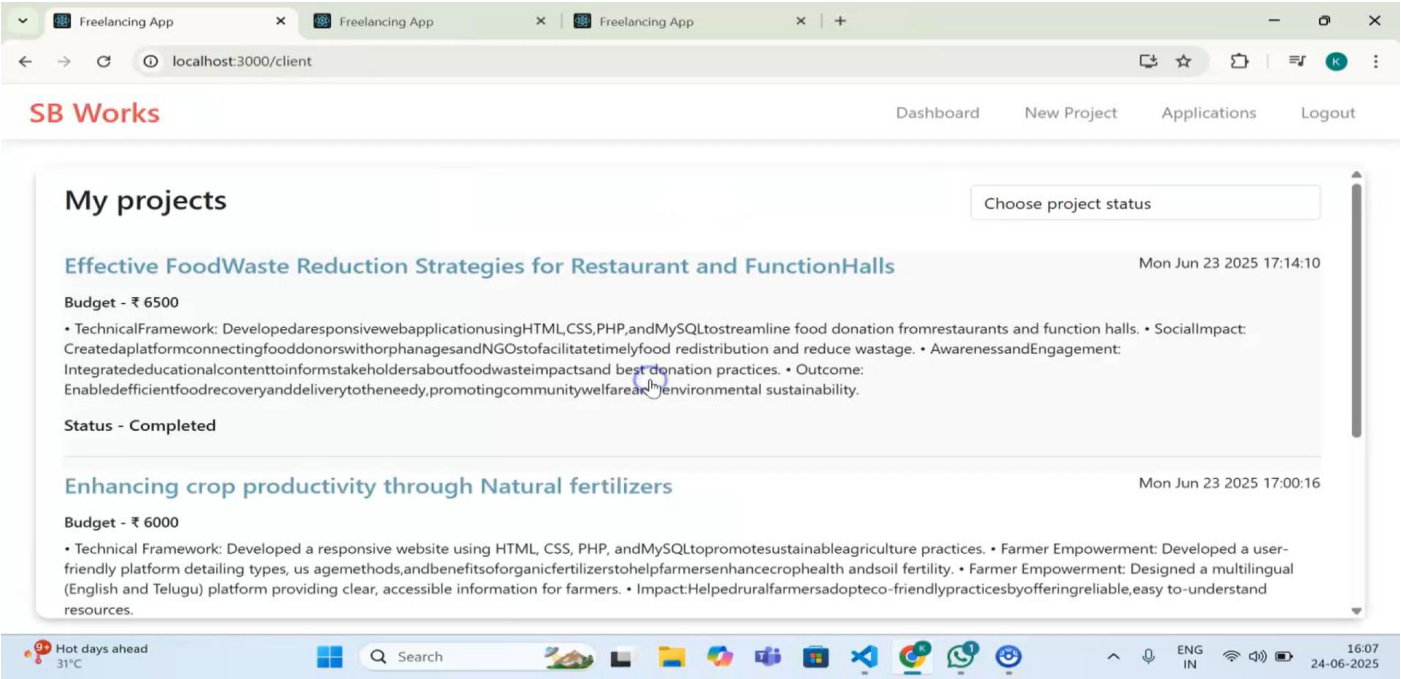 Freelancing App
Freelancing App
Freelancing App
localhost:3000/client
K
SB Works
Dashboard
New Project
Applications
Logout
My projects
Choose project status
Effective FoodWaste Reduction Strategies for Restaurant and FunctionHalls
Mon Jun 23 2025 17:14:10
Budget - ₹ 6500
• TechnicalFramework: DevelopedaresponsivewebapplicationusingHTML,CSS,PHP,andMySQLtostreamline food donation fromrestaurants and function halls. • SocialImpact:
CreatedaplatformconnectingfooddonorswithorphanagesandNGOstofacilitatetimelyfood redistribution and reduce wastage. • AwarenessandEngagement:
Integratededucationalcontenttoinformstakeholdersaboutfoodwasteimpactsand best donation practices. • Outcome:
Enabledefficientfoodrecoveryanddeliverytotheneedy,promotingcommunitywelfareandenvironmental sustainability.
Status - Completed
Enhancing crop productivity through Natural fertilizers
Mon Jun 23 2025 17:00:16
Budget - ₹ 6000
• Technical Framework: Developed a responsive website using HTML, CSS, PHP, andMySQLtopromotesustainableagriculture practices. • Farmer Empowerment: Developed a user-
friendly platform detailing types, us agemethods,andbenefitsoforganicfertilizerstohelpfarmersenhancecrophealth andsoil fertility. • Farmer Empowerment: Designed a multilingual
(English and Telugu) platform providing clear, accessible information for farmers. • Impact:Helpedruralfarmersadopteco-friendlypracticesbyofferingreliable,easy to-understand
resources.
9+
Hot days ahead
31°C
Search
K
1
ENG
IN
16:07
24-06-2025